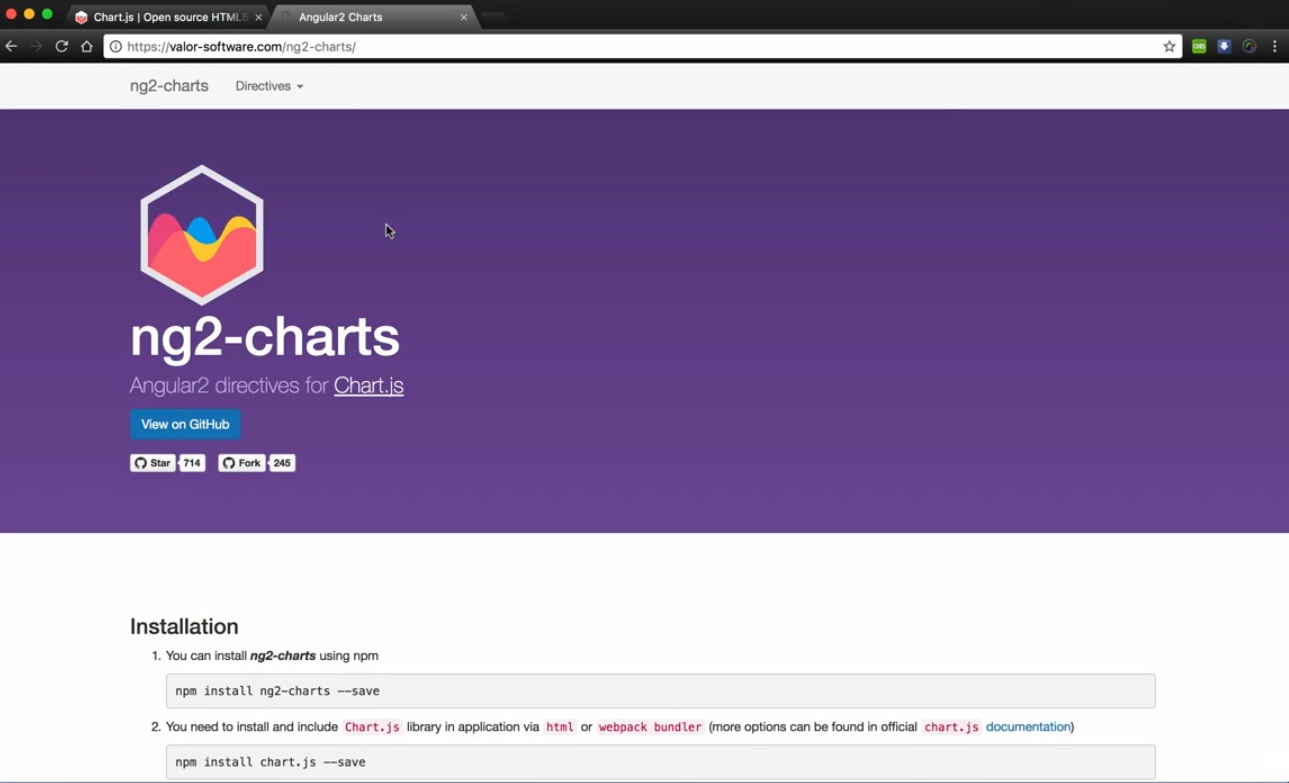 Chart.js | Open source HTML5
Angular2 Charts
https://valor-software.com/ng2-charts/
ng2-charts Directives
ng2-charts
Angular2 directives for Chart.js
View on GitHub
Star 714 Fork 245
Installation
1. You can install ng2-charts using npm
npm install ng2-charts --save
2. You need to install and include Chart.js library in application via html or webpack bundler (more options can be found in official chart.js documentation)
npm install chart.js --save